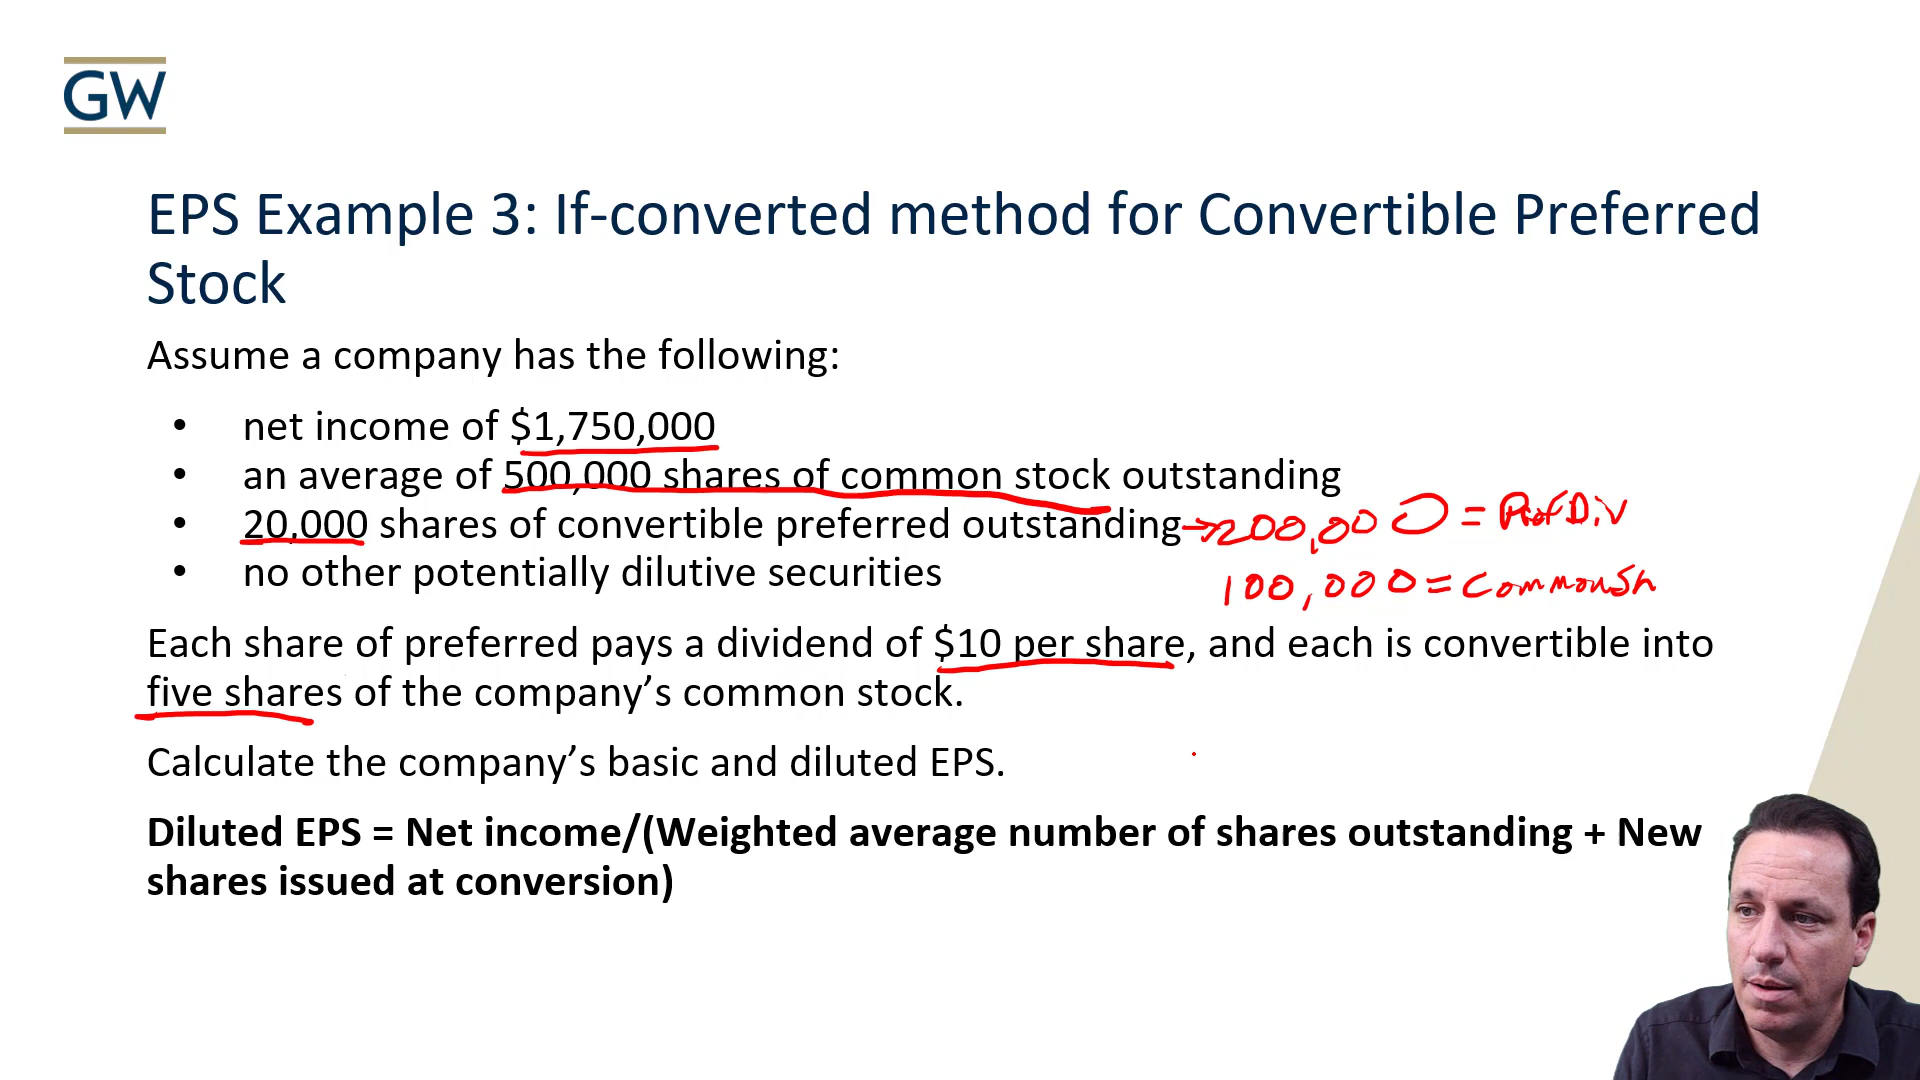 GW
EPS Example 3: If-converted method for Convertible Preferred
Stock
Assume a company has the following:
• net income of $1,750,000
• an average of 500,000 shares of common stock outstanding
• 20,000 shares of convertible preferred outstanding → 200,000 = Pref Div
• no other potentially dilutive securities
100,000 = Common Sh
Each share of preferred pays a dividend of $10 per share, and each is convertible into
five shares of the company’s common stock.
Calculate the company’s basic and diluted EPS.
Diluted EPS = Net income/(Weighted average number of shares outstanding + New
shares issued at conversion)